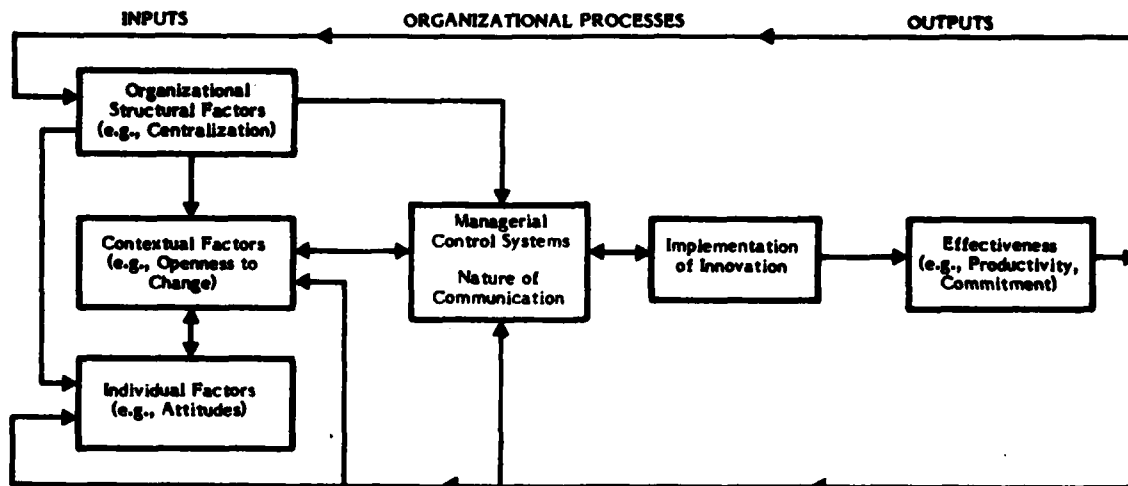 INPUTS
ORGANIZATIONAL PROCESSES
OUTPUTS
Organizational
Structural Factors
(e.g., Centralization)
Contextual Factors
(e.g., Openness to
Change)
Individual Factors
(e.g., Attitudes)
Managerial
Control Systems
Nature of
Communication
Implementation
of Innovation
Effectiveness
(e.g., Productivity,
Commitment)